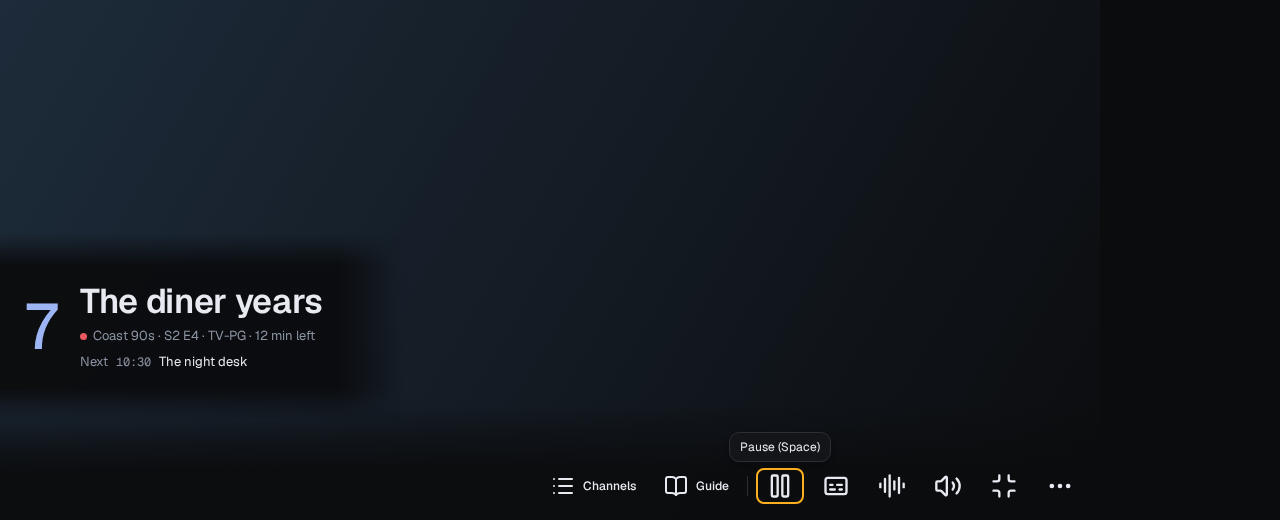 7
The diner years
Coast 90s · S2 E4 · TV-PG · 12 min left
Next 10:30 The night desk
Pause (Space)
Channels Guide